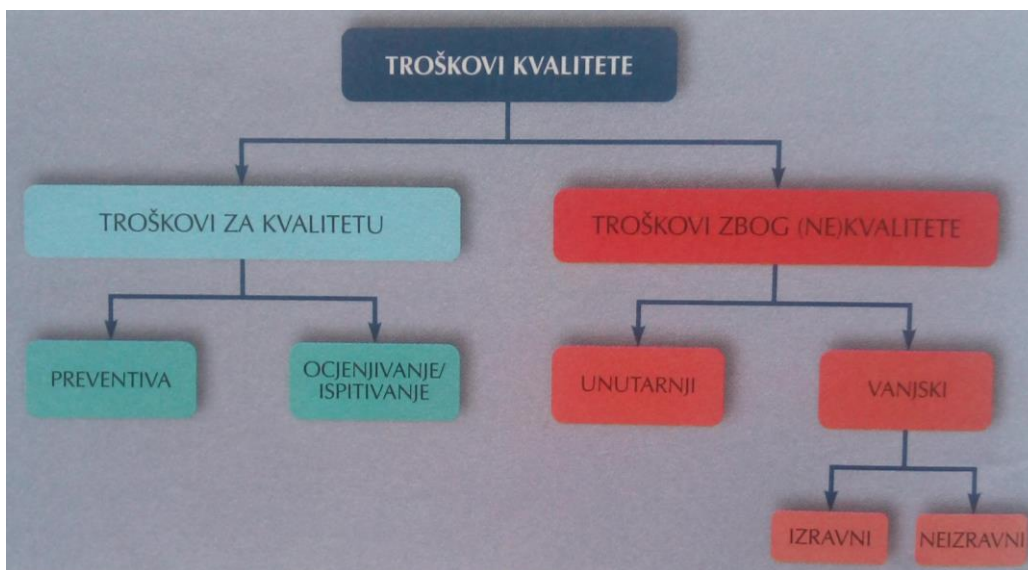 TROŠKOVI KVALITETE
TROŠKOVI ZA KVALITETU
TROŠKOVI ZBOG (NE)KVALITETE
PREVENTIVA
OCJENJIVANJE/
ISPITIVANJE
UNUTARNJI
VANJSKI
IZRAVNI
NEIZRAVNI